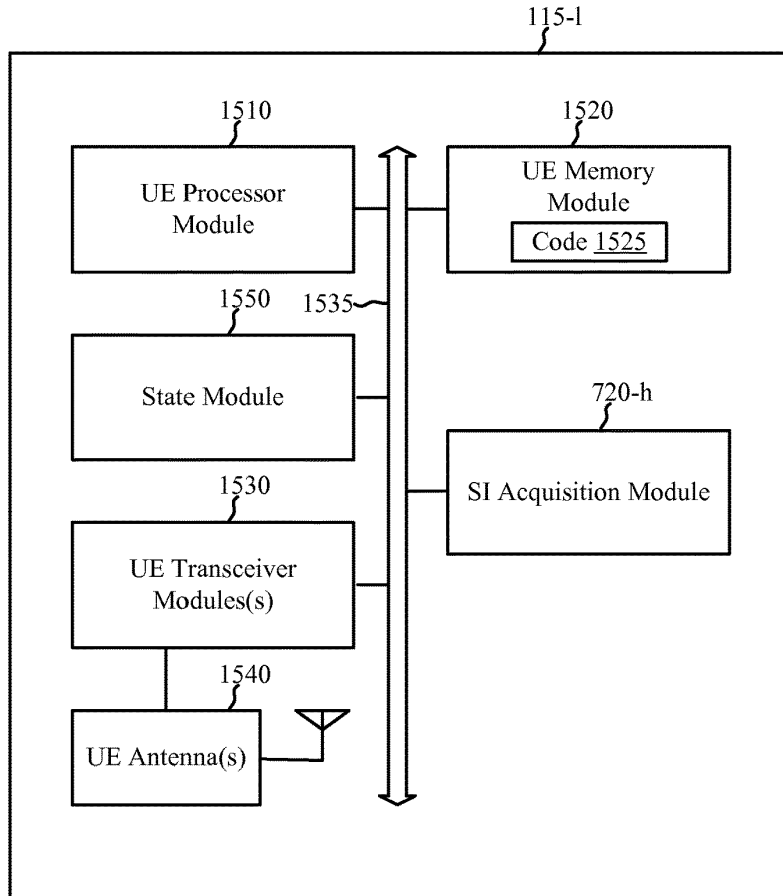 115-l
1510
UE Processor
Module
1520
UE Memory
Module
Code 1525
1535
1550
State Module
720-h
SI Acquisition Module
1530
UE Transceiver
Modules(s)
1540
UE Antenna(s)